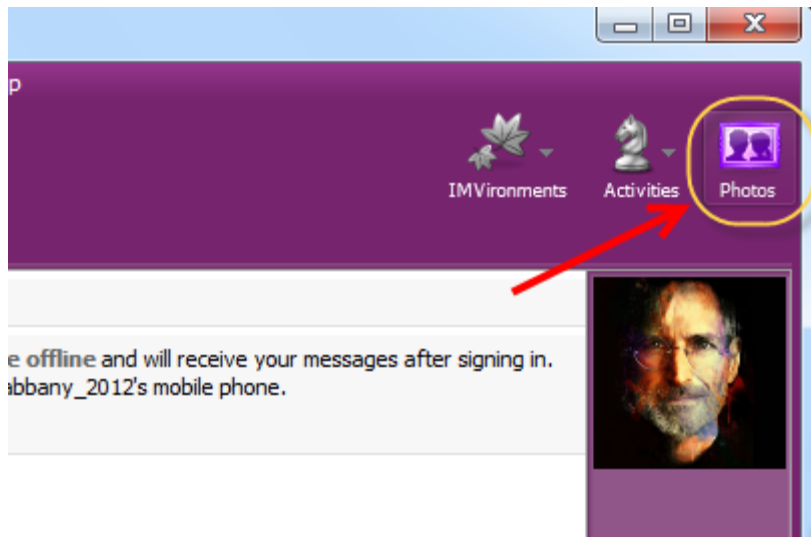 p
IMVironments
Activities
Photos
e offline and will receive your messages after signing in.
abbany_2012's mobile phone.